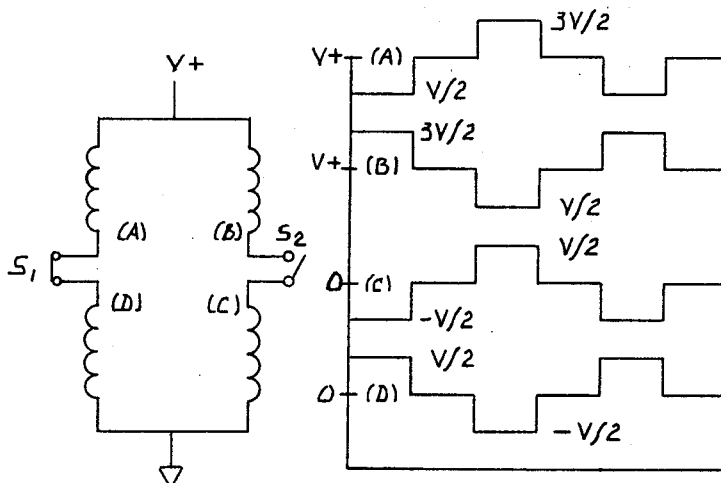 V+
(A)
(B)
S2
S1
(D)
(C)
3V/2
V+ (A)
V/2
3V/2
V+ (B)
V/2
V/2
0 (C)
-V/2
V/2
0 (D)
-V/2